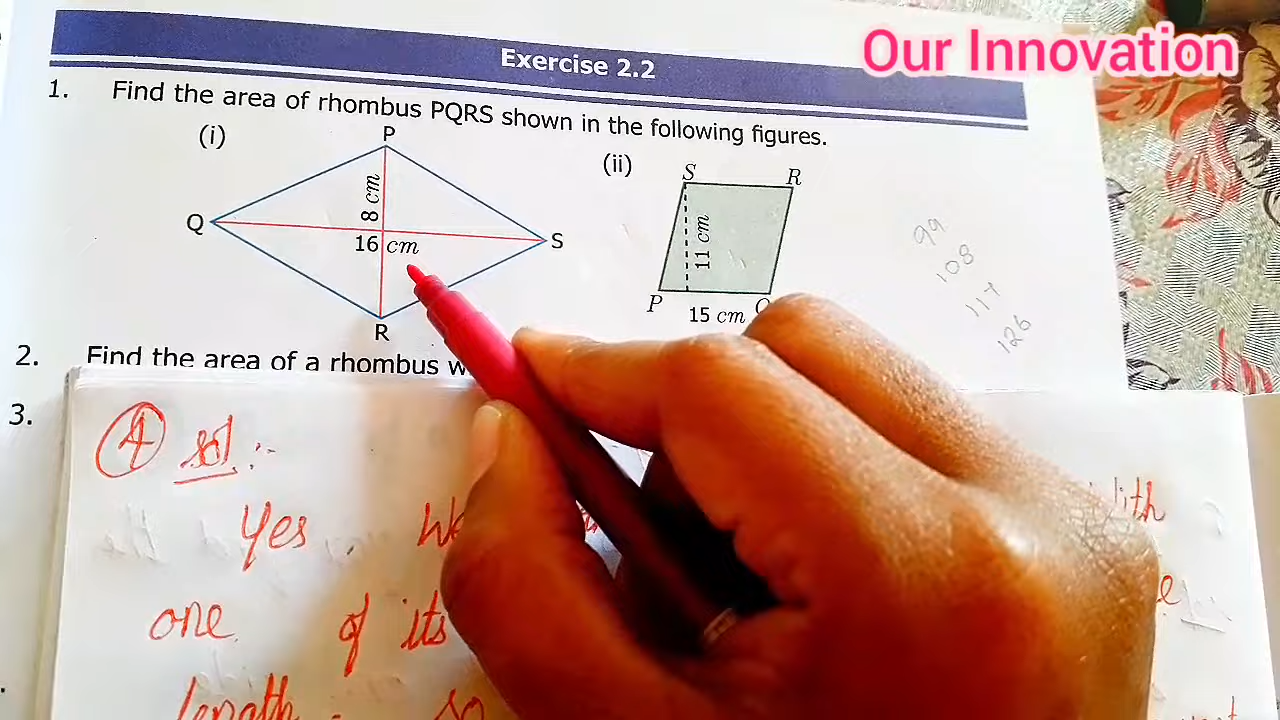 Our Innovation
Exercise 2.2
1. Find the area of rhombus PQRS shown in the following figures.
(i)
P
8 cm
Q
16 cm
S
R
(ii)
S R
11 cm
P
15 cm
99
108
117
126
2. Find the area of a rhombus
3.
4 sol :-
Yes. We
one of its
length. so